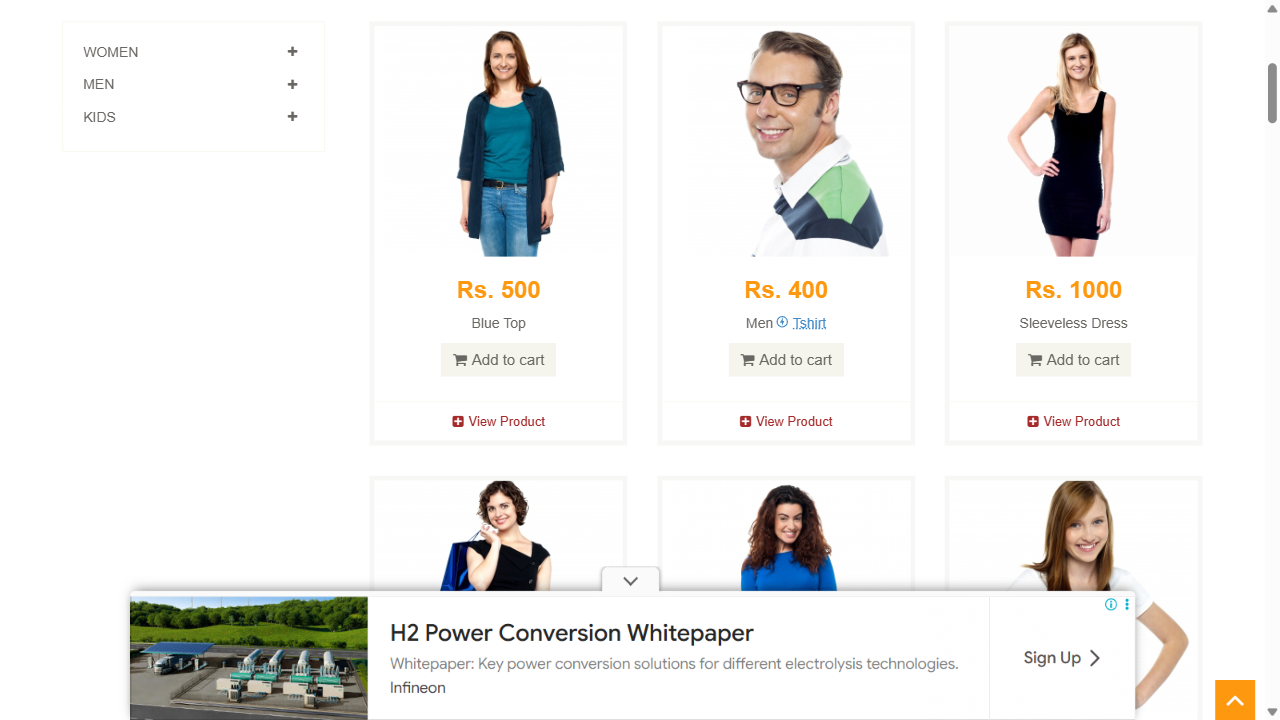 WOMEN
MEN
KIDS
Rs. 500
Blue Top
Add to cart
View Product
Rs. 400
Men Tshirt
Add to cart
View Product
Rs. 1000
Sleeveless Dress
Add to cart
View Product
H2 Power Conversion Whitepaper
Whitepaper: Key power conversion solutions for different electrolysis technologies.
Infineon
Sign Up